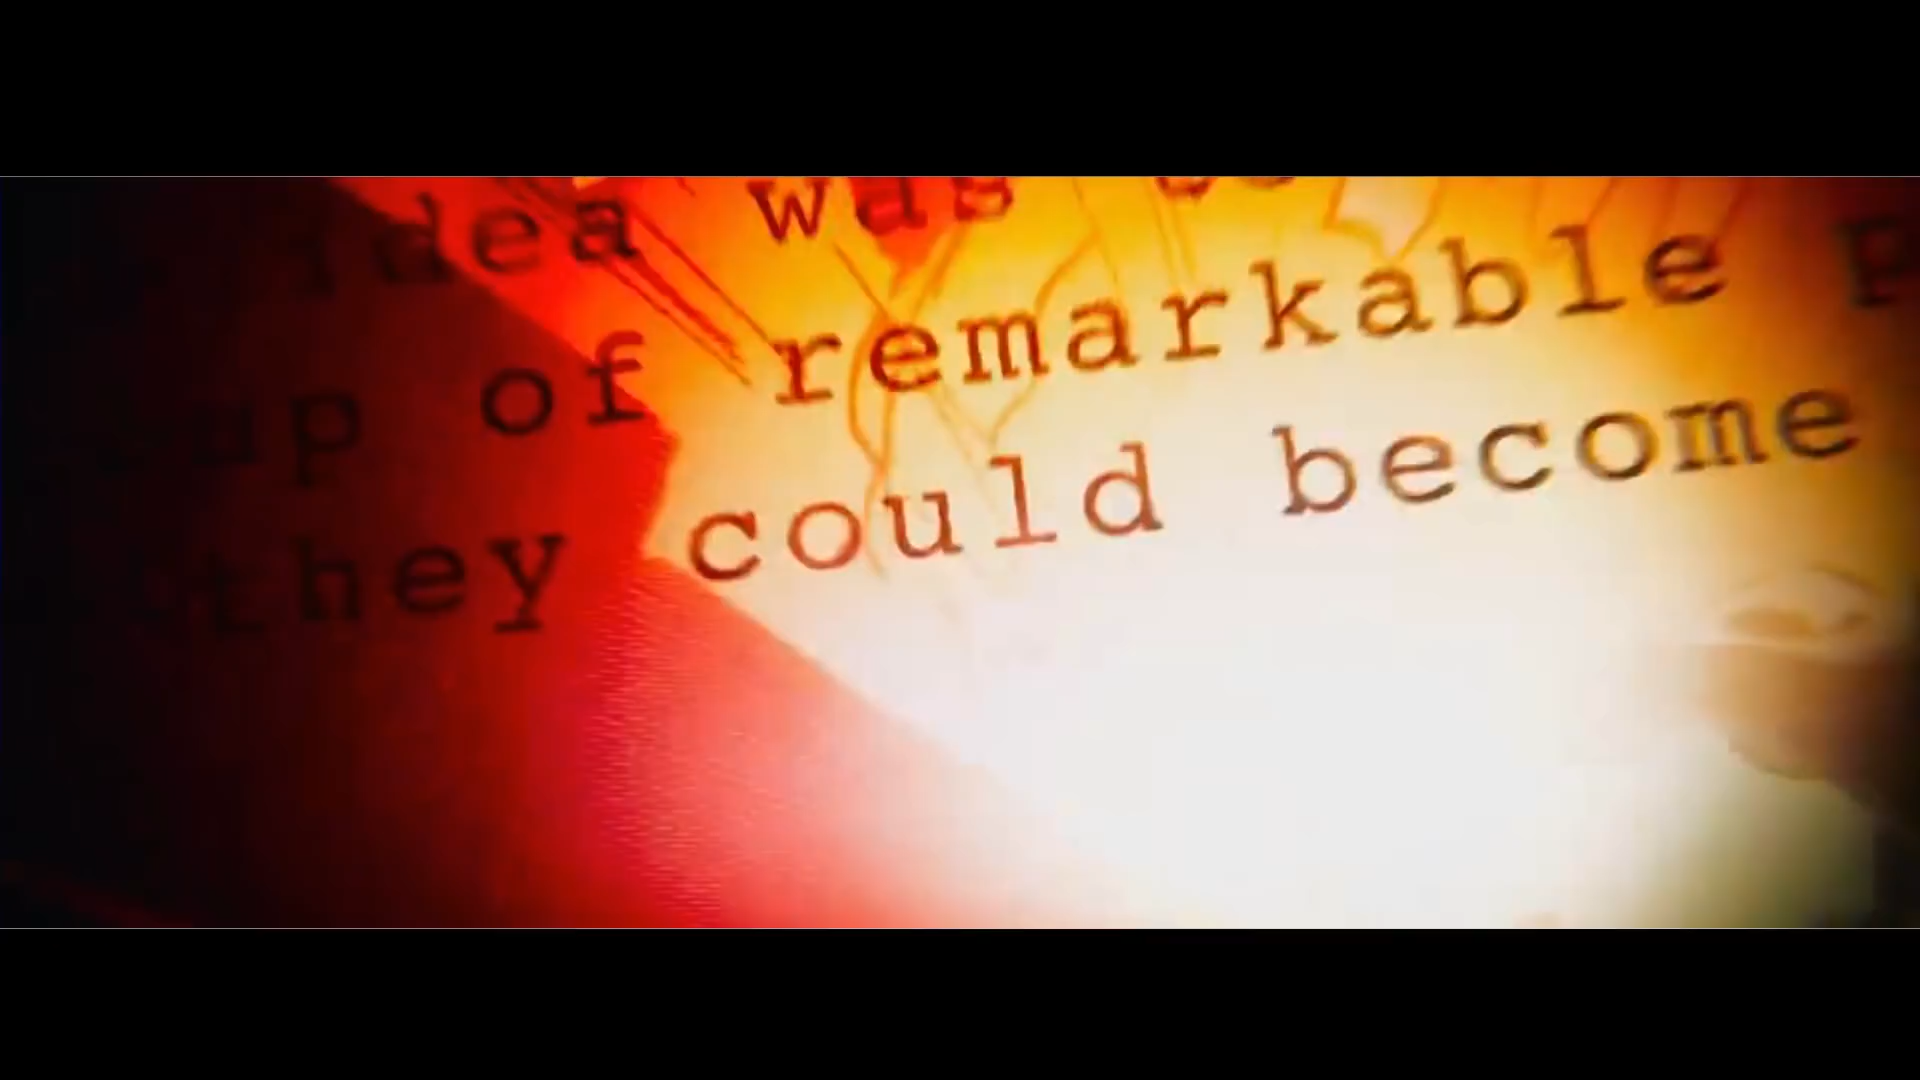 idea was
up of remarkable
they could become